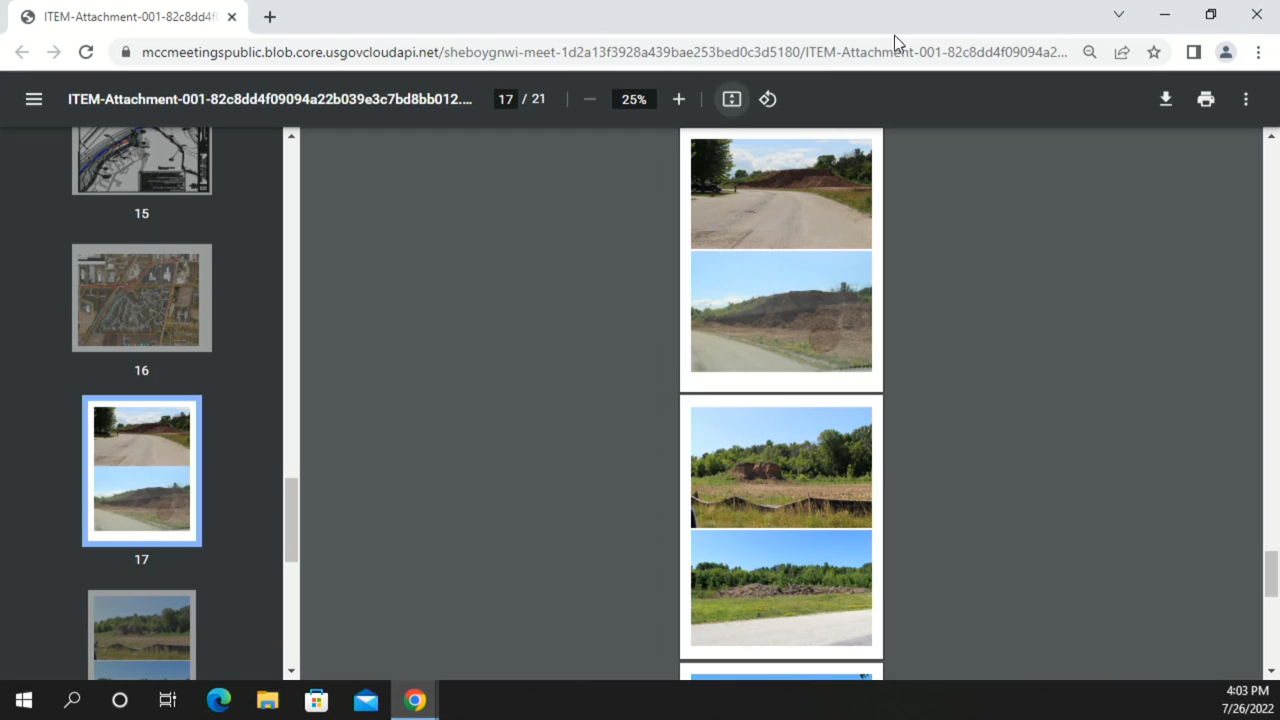 ITEM-Attachment-001-82c8dd4f
mccmeetingspublic.blob.core.usgovcloudapi.net/sheboygnwi-meet-1d2a13f3928a439bae253bed0c3d5180/ITEM-Attachment-001-82c8dd4f09094a2...
ITEM-Attachment-001-82c8dd4f09094a22b039e3c7bd8bb012....
17 / 21
25%
15
16
17
4:03 PM
7/26/2022